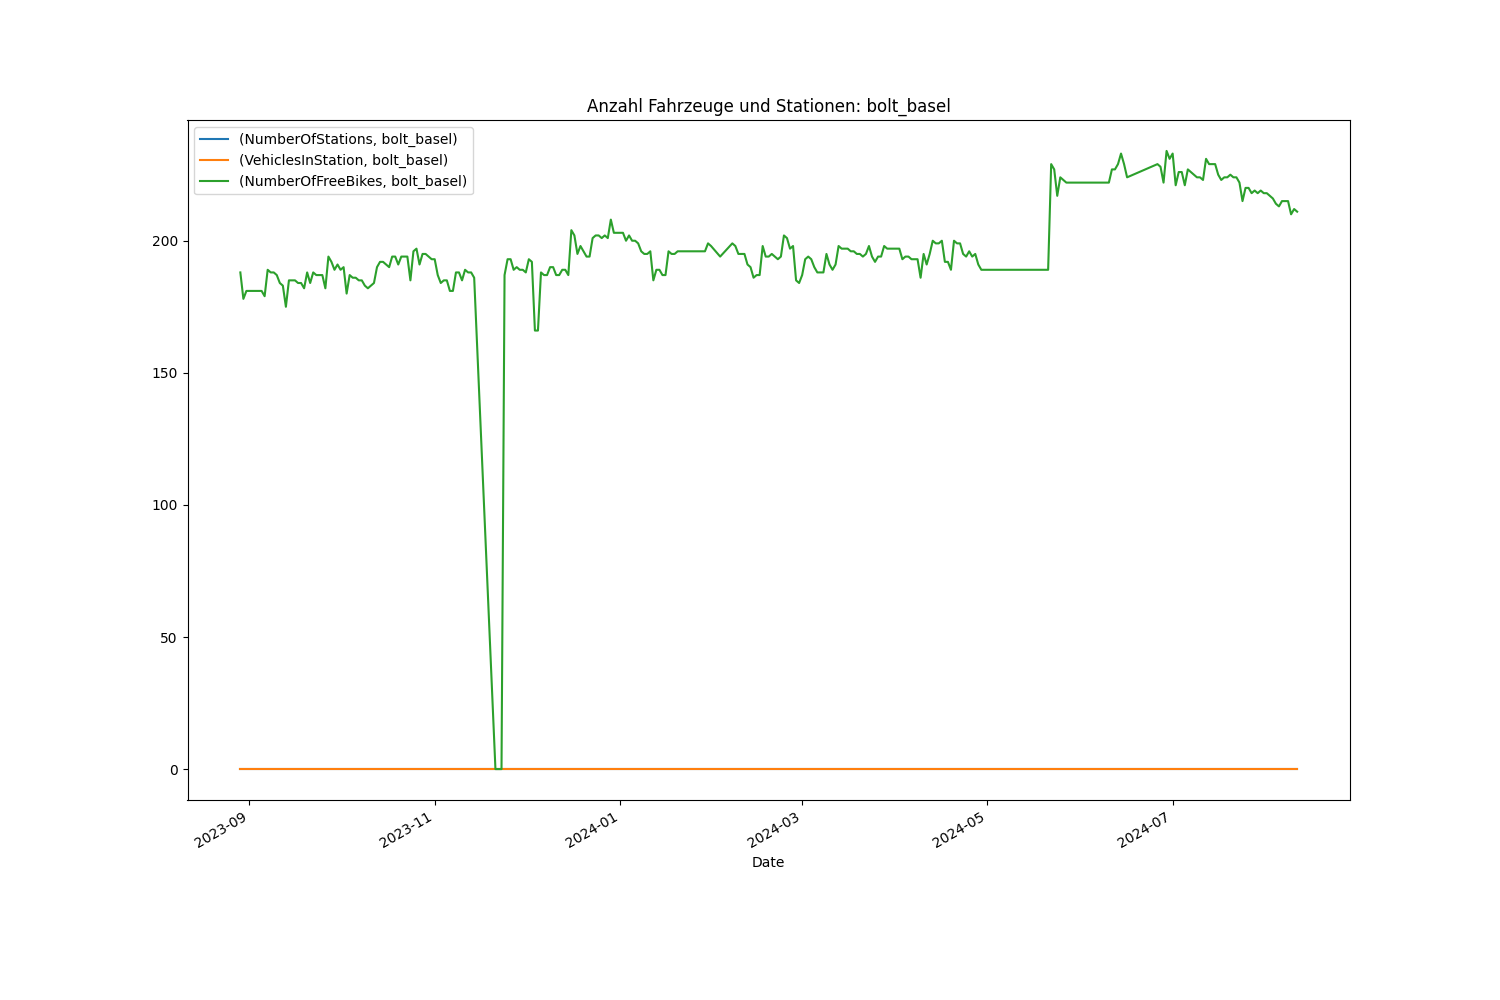 Anzahl Fahrzeuge und Stationen: bolt_basel
(NumberOfStations, bolt_basel)
(VehiclesInStation, bolt_basel)
(NumberOfFreeBikes, bolt_basel)
200
150
100
50
0
2023-09
2023-11
2024-01
2024-03
2024-05
2024-07
Date